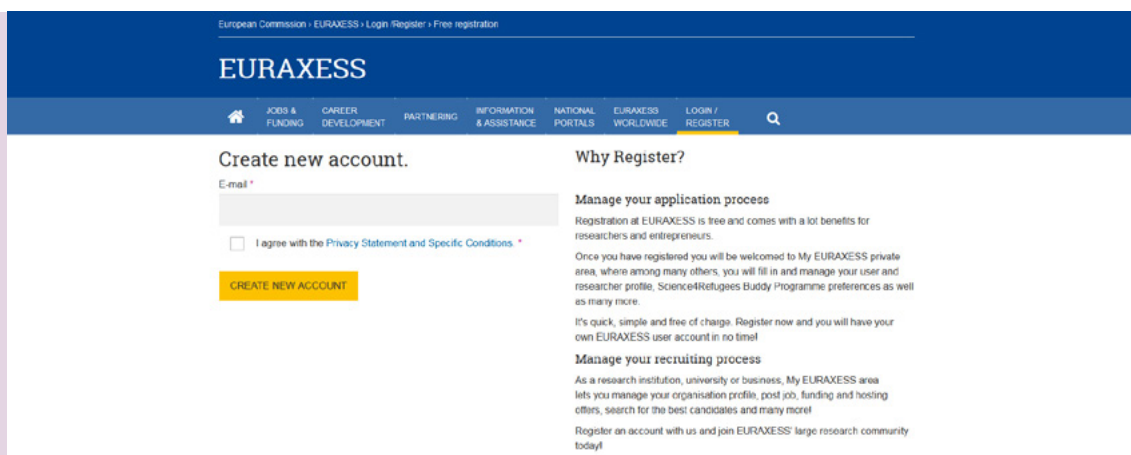 European Commssion › EURAXESS › Login /Register › Free registration
EURAXESS
JOBS &
FUNDING
CAREER
DEVELOPMENT
PARTNERING
INFORMATION
& ASSISTANCE
NATIONAL
PORTALS
EURAXESS
WORLDWIDE
LOGIN /
REGISTER
Create new account.
E-mail *
I agree with the Privacy Statement and Specific Conditions. *
CREATE NEW ACCOUNT
Why Register?
Manage your application process
Registration at EURAXESS is free and comes with a lot benefits for
researchers and entrepreneurs.
Once you have registered you will be welcomed to My EURAXESS private
area, where among many others, you will fill in and manage your user and
researcher profile, Science4Refugees Buddy Programme preferences as well
as many more.
It's quick, simple and free of charge. Register now and you will have your
own EURAXESS user account in no time!
Manage your recruiting process
As a research institution, university or business, My EURAXESS area
lets you manage your organisation profile, post job, funding and hosting
offers, search for the best candidates and many more!
Register an account with us and join EURAXESS' large research community
today!